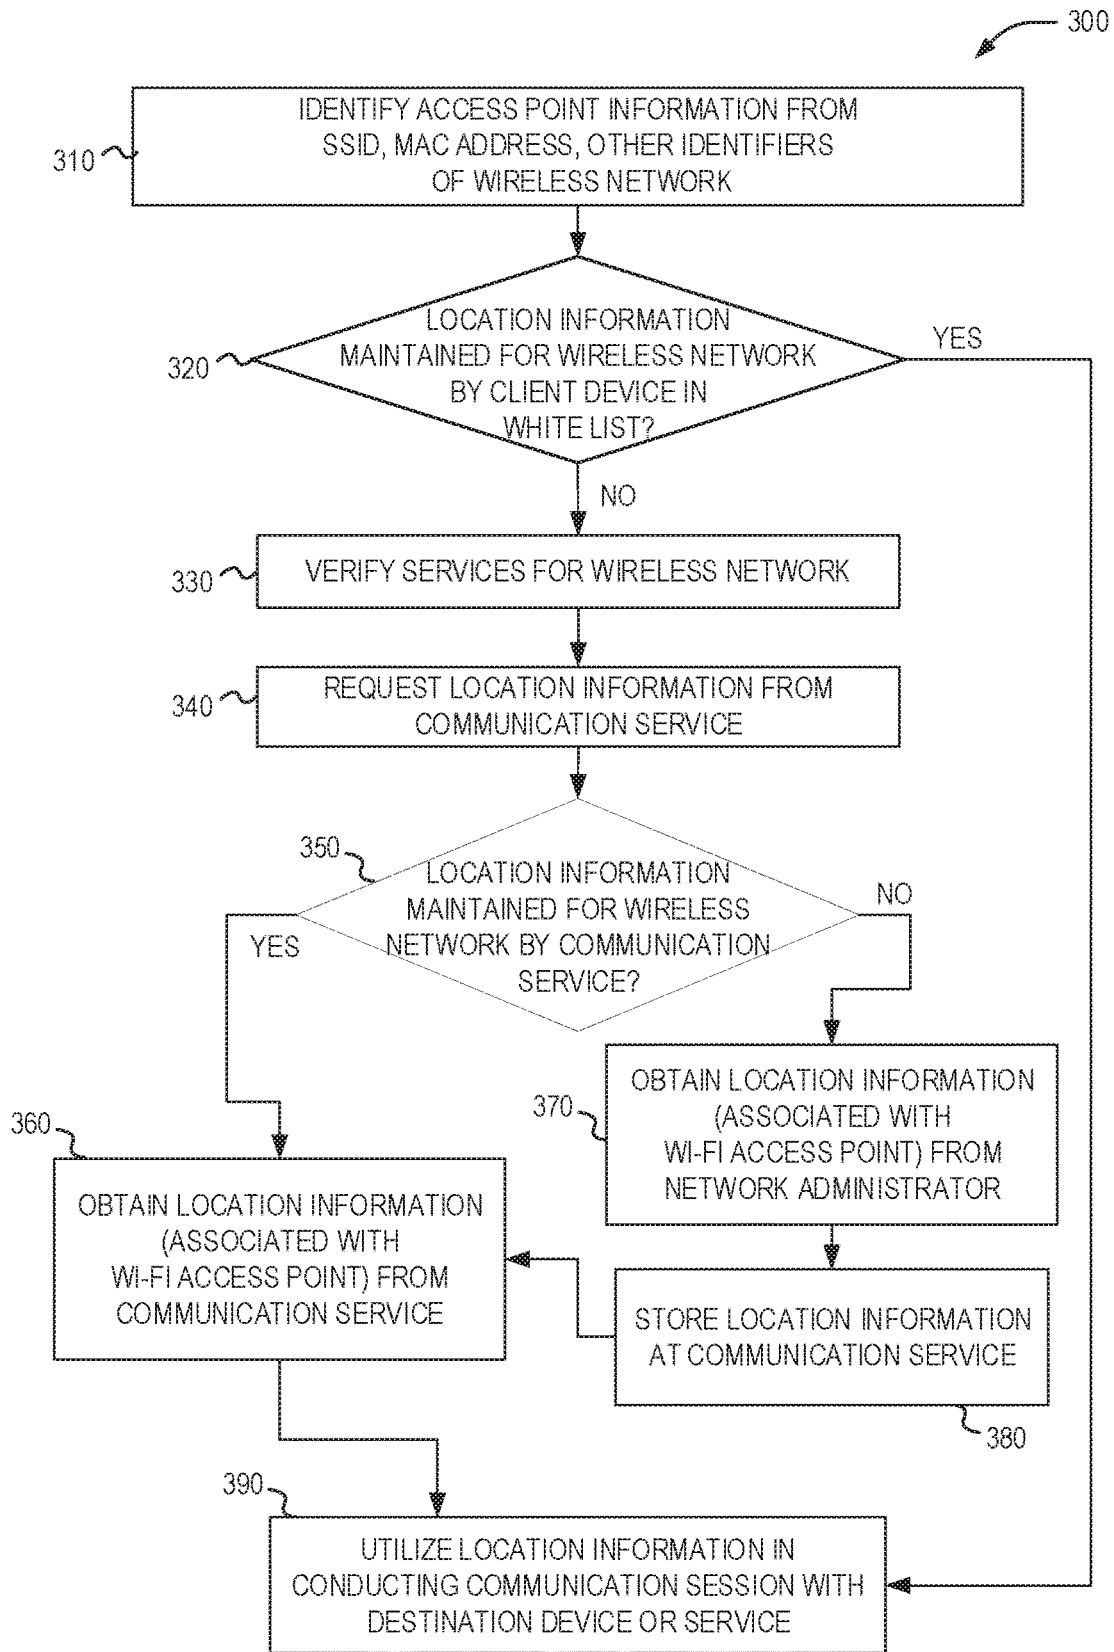 300
IDENTIFY ACCESS POINT INFORMATION FROM
SSID, MAC ADDRESS, OTHER IDENTIFIERS
OF WIRELESS NETWORK
310
LOCATION INFORMATION
MAINTAINED FOR WIRELESS NETWORK
BY CLIENT DEVICE IN
WHITE LIST?
320
YES
NO
VERIFY SERVICES FOR WIRELESS NETWORK
330
REQUEST LOCATION INFORMATION FROM
COMMUNICATION SERVICE
340
350
LOCATION INFORMATION
MAINTAINED FOR WIRELESS
NETWORK BY COMMUNICATION
SERVICE?
YES
NO
370
OBTAIN LOCATION INFORMATION
(ASSOCIATED WITH
WI-FI ACCESS POINT) FROM
NETWORK ADMINISTRATOR
360
OBTAIN LOCATION INFORMATION
(ASSOCIATED WITH
WI-FI ACCESS POINT) FROM
COMMUNICATION SERVICE
STORE LOCATION INFORMATION
AT COMMUNICATION SERVICE
380
390
UTILIZE LOCATION INFORMATION IN
CONDUCTING COMMUNICATION SESSION WITH
DESTINATION DEVICE OR SERVICE